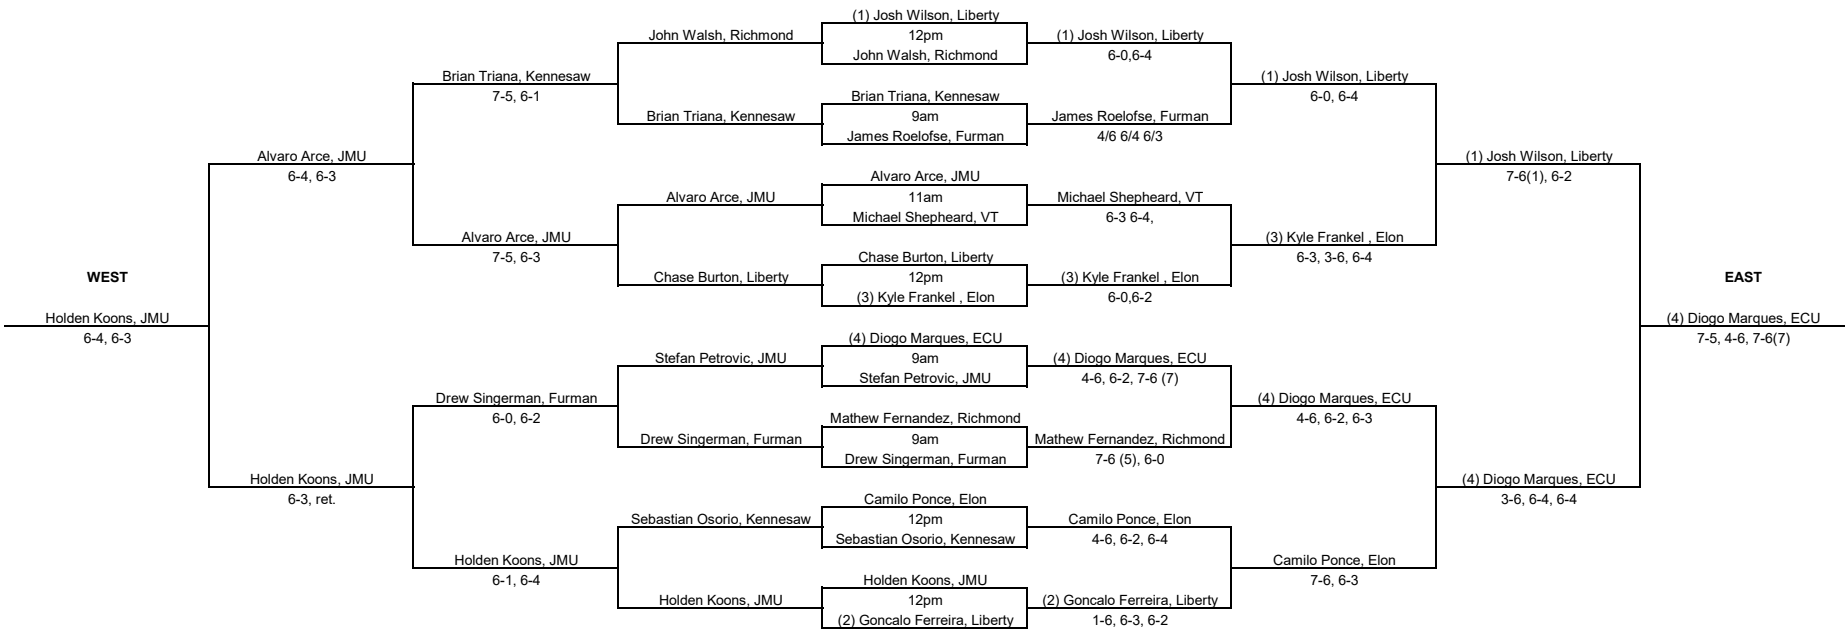 (1) Josh Wilson, Liberty
John Walsh, Richmond 12pm (1) Josh Wilson, Liberty
John Walsh, Richmond 6-0,6-4
Brian Triana, Kennesaw (1) Josh Wilson, Liberty
7-5, 6-1 Brian Triana, Kennesaw 6-0, 6-4
Brian Triana, Kennesaw 9am James Roelofse, Furman
James Roelofse, Furman 4/6 6/4 6/3
Alvaro Arce, JMU (1) Josh Wilson, Liberty
6-4, 6-3 Alvaro Arce, JMU 7-6(1), 6-2
Alvaro Arce, JMU 11am Michael Shepheard, VT
Michael Shepheard, VT 6-3 6-4,
Alvaro Arce, JMU (3) Kyle Frankel , Elon
7-5, 6-3 Chase Burton, Liberty 6-3, 3-6, 6-4
WEST Chase Burton, Liberty 12pm (3) Kyle Frankel , Elon EAST
(3) Kyle Frankel , Elon 6-0,6-2
Holden Koons, JMU (4) Diogo Marques, ECU
6-4, 6-3 (4) Diogo Marques, ECU 7-5, 4-6, 7-6(7)
Stefan Petrovic, JMU 9am (4) Diogo Marques, ECU
Stefan Petrovic, JMU 4-6, 6-2, 7-6 (7)
Drew Singerman, Furman (4) Diogo Marques, ECU
6-0, 6-2 Mathew Fernandez, Richmond 4-6, 6-2, 6-3
Drew Singerman, Furman 9am Mathew Fernandez, Richmond
Drew Singerman, Furman 7-6 (5), 6-0
Holden Koons, JMU (4) Diogo Marques, ECU
6-3, ret. Camilo Ponce, Elon 3-6, 6-4, 6-4
Sebastian Osorio, Kennesaw 12pm Camilo Ponce, Elon
Sebastian Osorio, Kennesaw 4-6, 6-2, 6-4
Holden Koons, JMU Camilo Ponce, Elon
6-1, 6-4 Holden Koons, JMU 7-6, 6-3
Holden Koons, JMU 12pm (2) Goncalo Ferreira, Liberty
(2) Goncalo Ferreira, Liberty 1-6, 6-3, 6-2